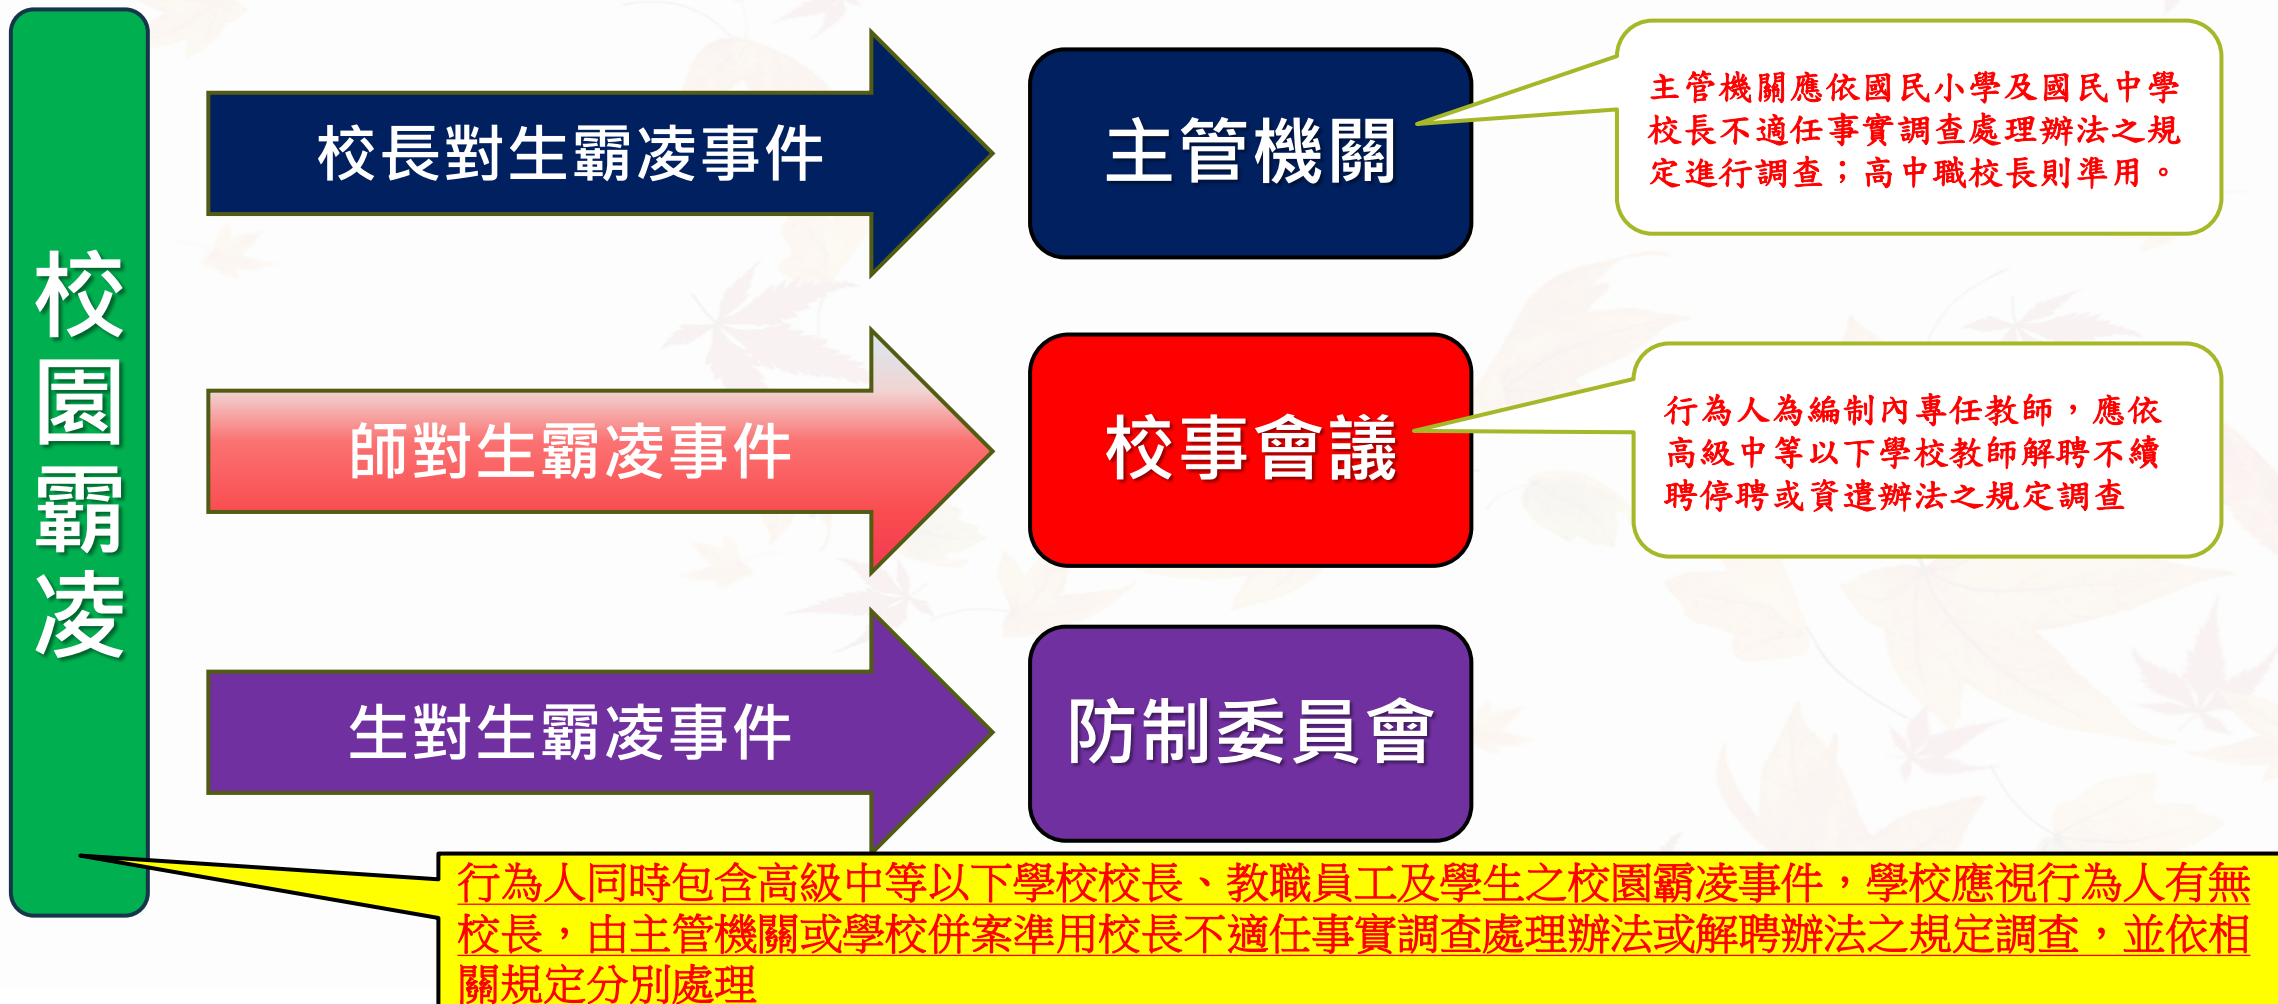 校園霸凌
校長對生霸凌事件
主管機關
主管機關應依國民小學及國民中學
校長不適任事實調查處理辦法之規
定進行調查；高中職校長則準用。
師對生霸凌事件
校事會議
行為人為編制內專任教師，應依
高級中等以下學校教師解聘不續
聘停聘或資遣辦法之規定調查
生對生霸凌事件
防制委員會
行為人同時包含高級中等以下學校校長、教職員工及學生之校園霸凌事件，學校應視行為人有無
校長，由主管機關或學校併案準用校長不適任事實調查處理辦法或解聘辦法之規定調查，並依相
關規定分別處理